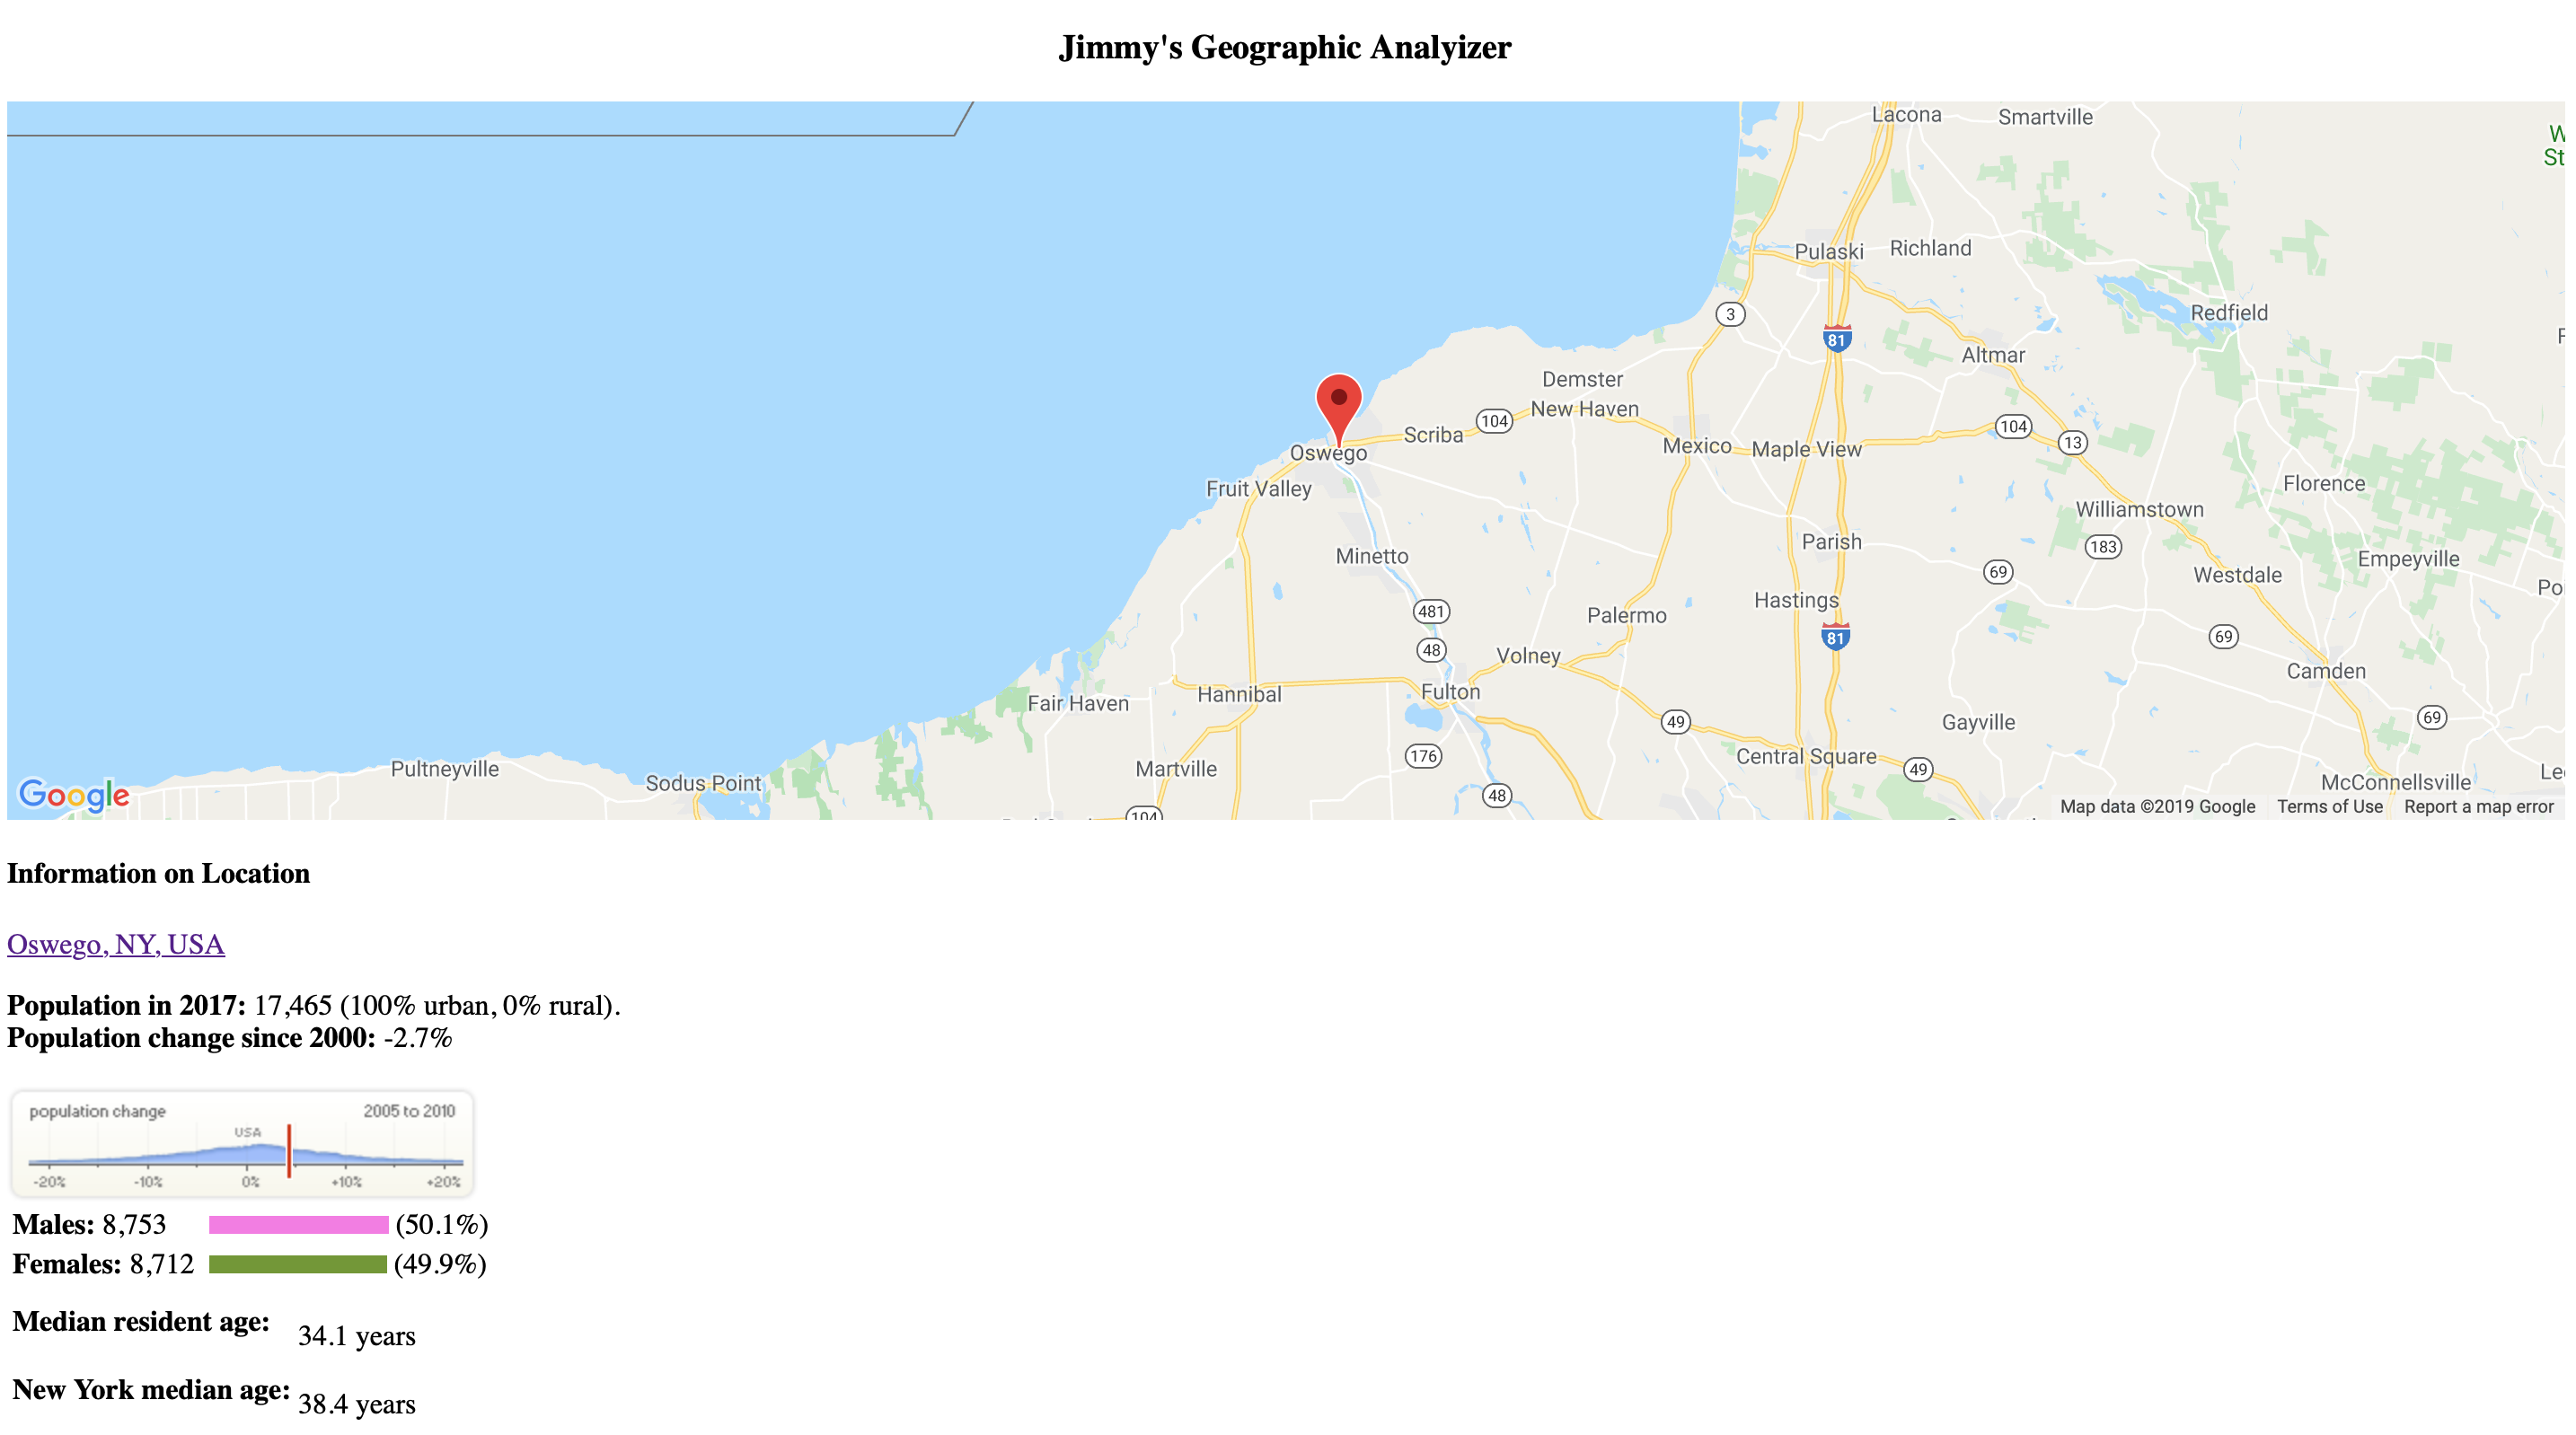 Jimmy's Geographic Analyizer
Lacona
Smartville
Pulaski
Richland
3
81
Redfield
Altmar
Demster
New Haven
104
Scriba
Oswego
Mexico
Maple View
104
13
Fruit Valley
Florence
Williamstown
183
Parish
Minetto
69
Westdale
Empeyville
481
Palermo
Hastings
81
69
48
Volney
Camden
Fair Haven
Hannibal
Fulton
49
Gayville
69
176
Central Square
49
Pultneyville
Sodus Point
Martville
48
McConnellsville
104
Google
Map data ©2019 Google
Terms of Use
Report a map error
Information on Location
Oswego, NY, USA
Population in 2017: 17,465 (100% urban, 0% rural).
Population change since 2000: -2.7%
population change 2005 to 2010
USA
-20% -10% 0% +10% +20%
Males: 8,753 (50.1%)
Females: 8,712 (49.9%)
Median resident age: 34.1 years
New York median age: 38.4 years